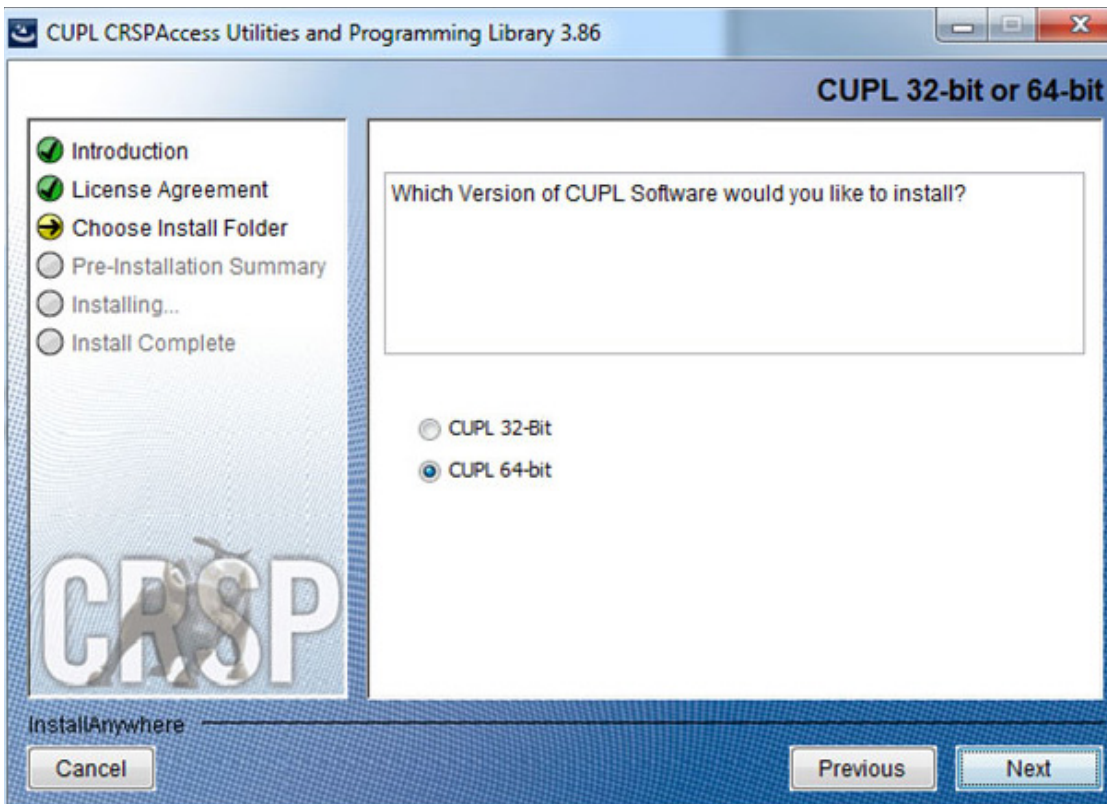 CUPL CRSPAccess Utilities and Programming Library 3.86
CUPL 32-bit or 64-bit
Introduction
License Agreement
Choose Install Folder
Pre-Installation Summary
Installing...
Install Complete
Which Version of CUPL Software would you like to install?
CUPL 32-Bit
CUPL 64-bit
CRSP
InstallAnywhere
Cancel
Previous
Next